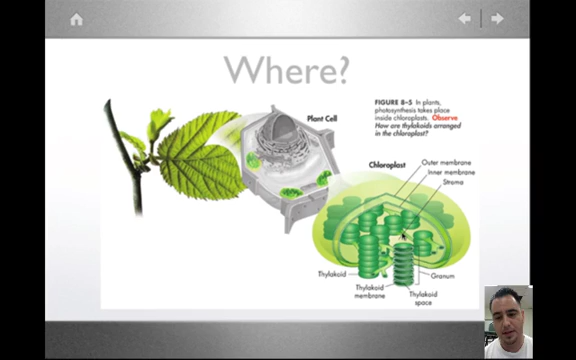 Where?
FIGURE 8-5 In plants,
photosynthesis takes place
inside chloroplasts. Observe
How are thylakoids arranged
in the chloroplast?
Plant Cell
Chloroplast
Outer membrane
Inner membrane
Stroma
Thylakoid
Granum
Thylakoid
membrane
Thylakoid
space